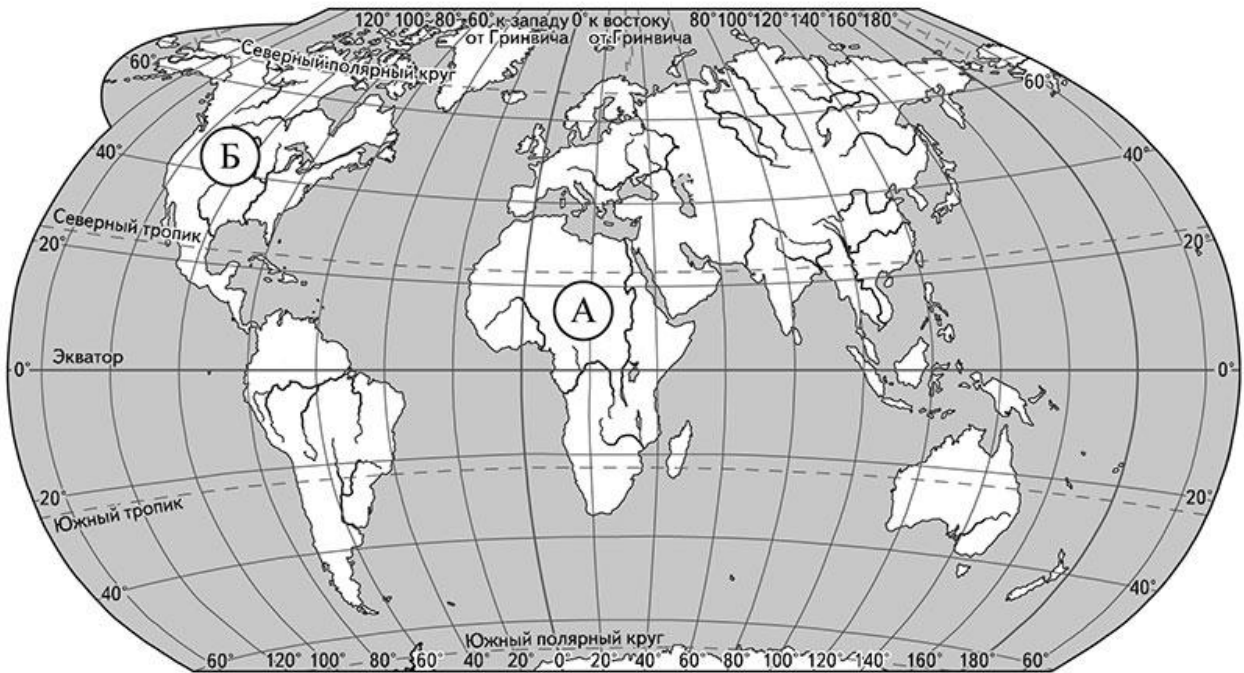 120° 100° 80° 60° к западу 0° к востоку 80° 100° 120° 140° 160° 180°
от Гринвича от Гринвича
60°
Северный полярный круг
60°
Б
40°
40°
Северный тропик
20°
20°
А
Экватор
0°
0°
20°
20°
Южный тропик
40°
40°
Южный полярный круг
60° 120° 100° 80° 60° 40° 20° 0° 20° 40° 60° 80° 100° 120° 140° 160° 180° 60°